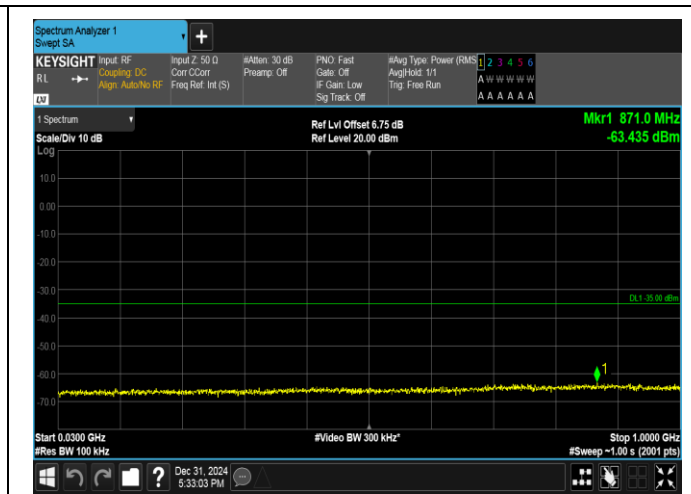 Spectrum Analyzer 1
Swept SA
+
KEYSIGHT
RL
LXI
Input: RF
Coupling: DC
Align: Auto/No RF
Input Z: 50 Ω
Corr CCorr
Freq Ref: Int (S)
#Atten: 30 dB
Preamp: Off
PNO: Fast
Gate: Off
IF Gain: Low
Sig Track: Off
#Avg Type: Power (RMS
Avg|Hold: 1/1
Trig: Free Run
1 2 3 4 5 6
A W W W W W
A A A A A A
1 Spectrum
Scale/Div 10 dB
Log
Ref Lvl Offset 6.75 dB
Ref Level 20.00 dBm
Mkr1 871.0 MHz
-63.435 dBm
10.0
0.00
-10.0
-20.0
-30.0
DL1 -35.00 dBm
-40.0
-50.0
-60.0
1
-70.0
Start 0.0300 GHz
#Res BW 100 kHz
#Video BW 300 kHz*
Stop 1.0000 GHz
#Sweep ~1.00 s (2001 pts)
?
Dec 31, 2024
5:33:03 PM